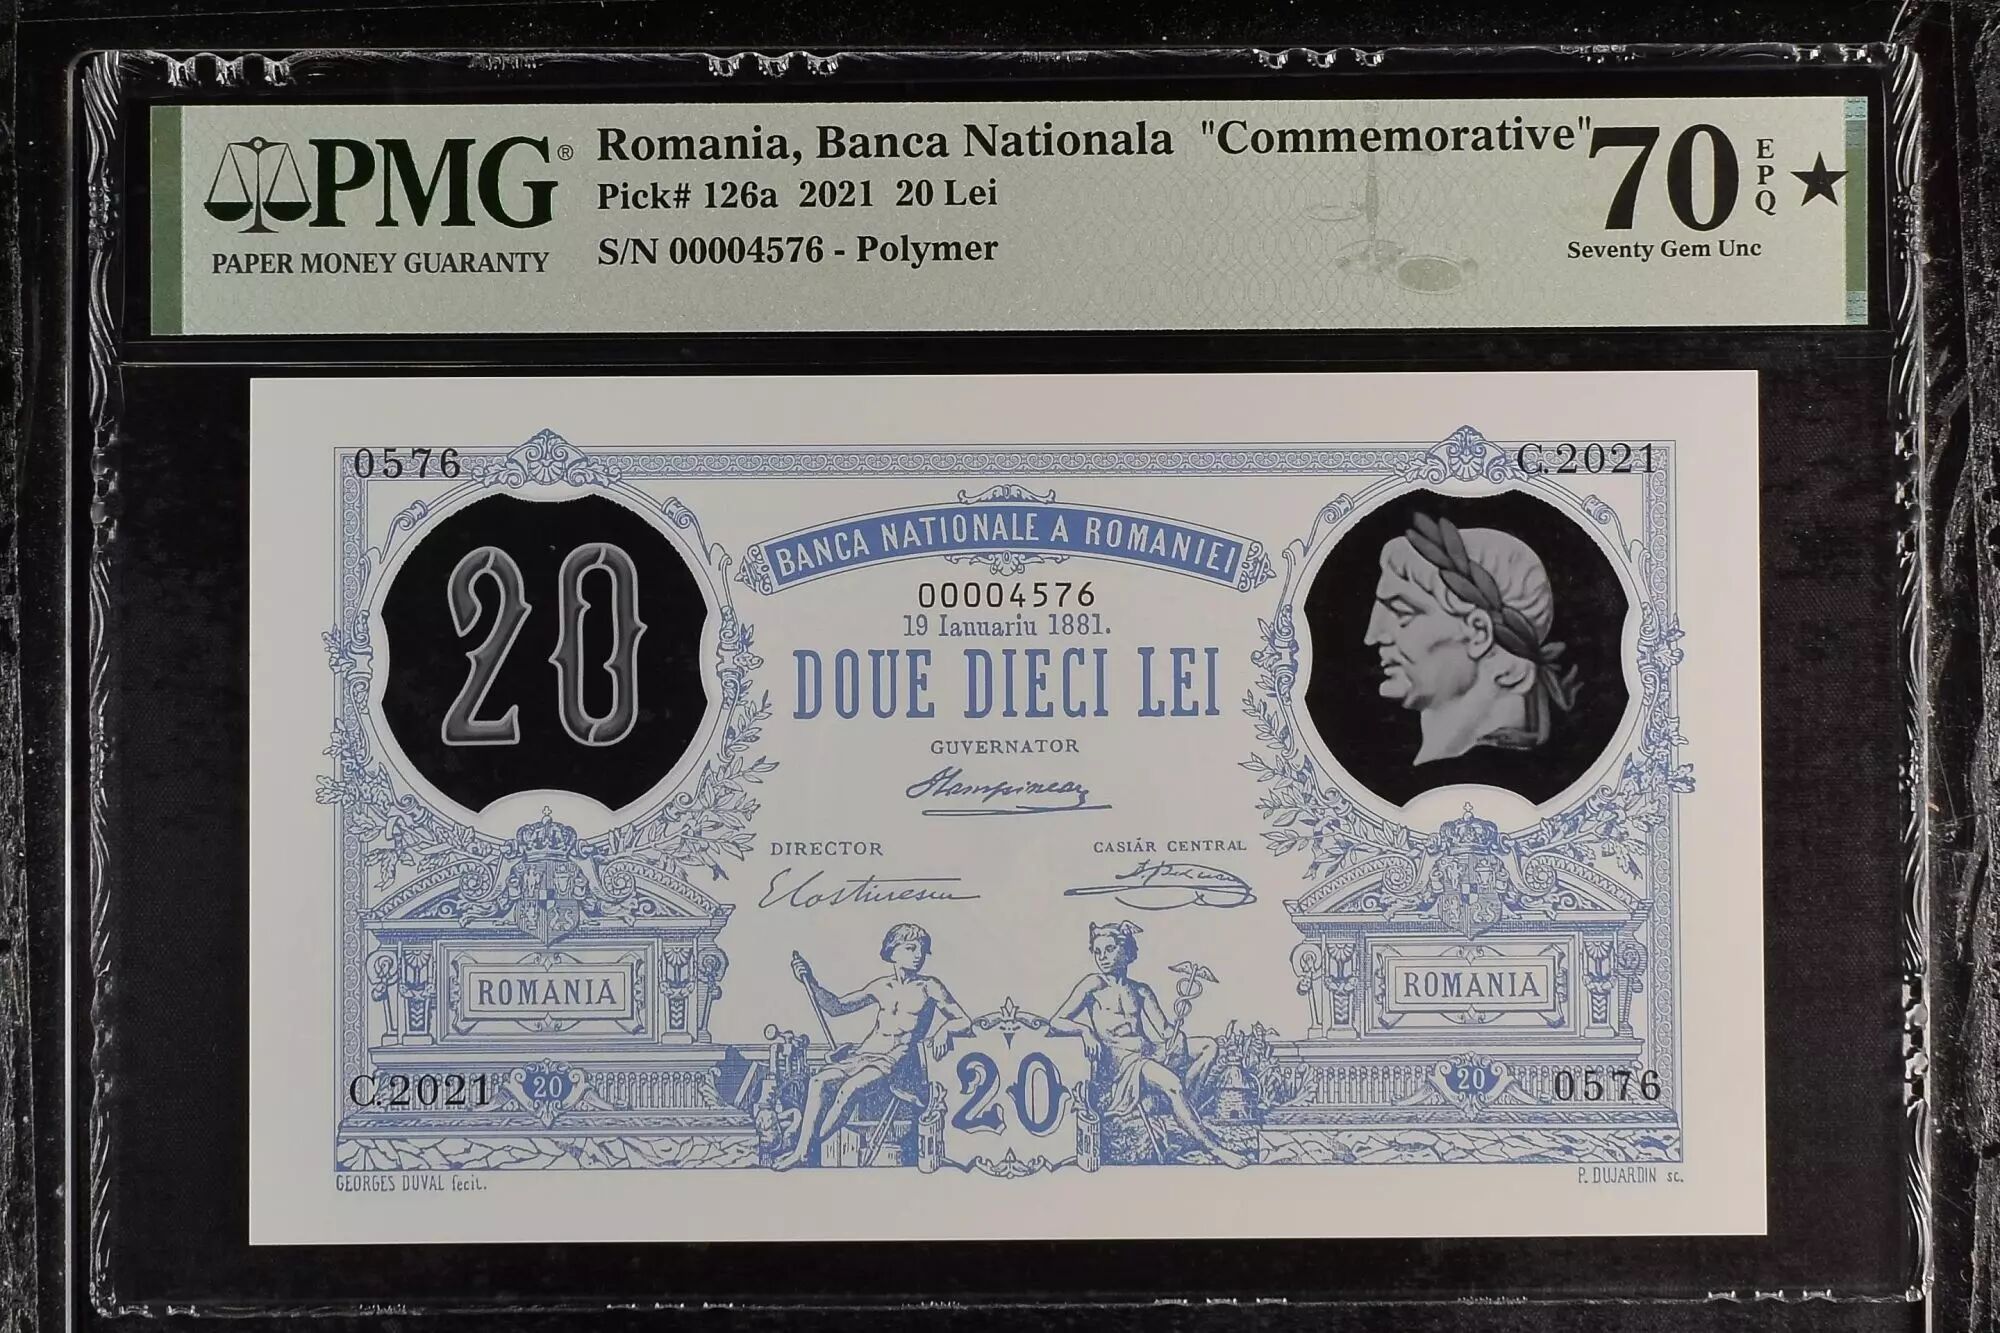 PMG®
PAPER MONEY GUARANTY
Romania, Banca Nationala "Commemorative"
Pick# 126a 2021 20 Lei
S/N 00004576 - Polymer
70 EPQ ★
Seventy Gem Unc
0576
C.2021
20
BANCA NATIONALE A ROMANIEI
00004576
19 Ianuariu 1881.
DOUE DIECI LEI
GUVERNATOR
DIRECTOR
CASIÁR CENTRAL
ROMANIA
ROMANIA
C.2021
20
20
20
0576
GEORGES DUVAL fecit.
P. DUJARDIN sc.